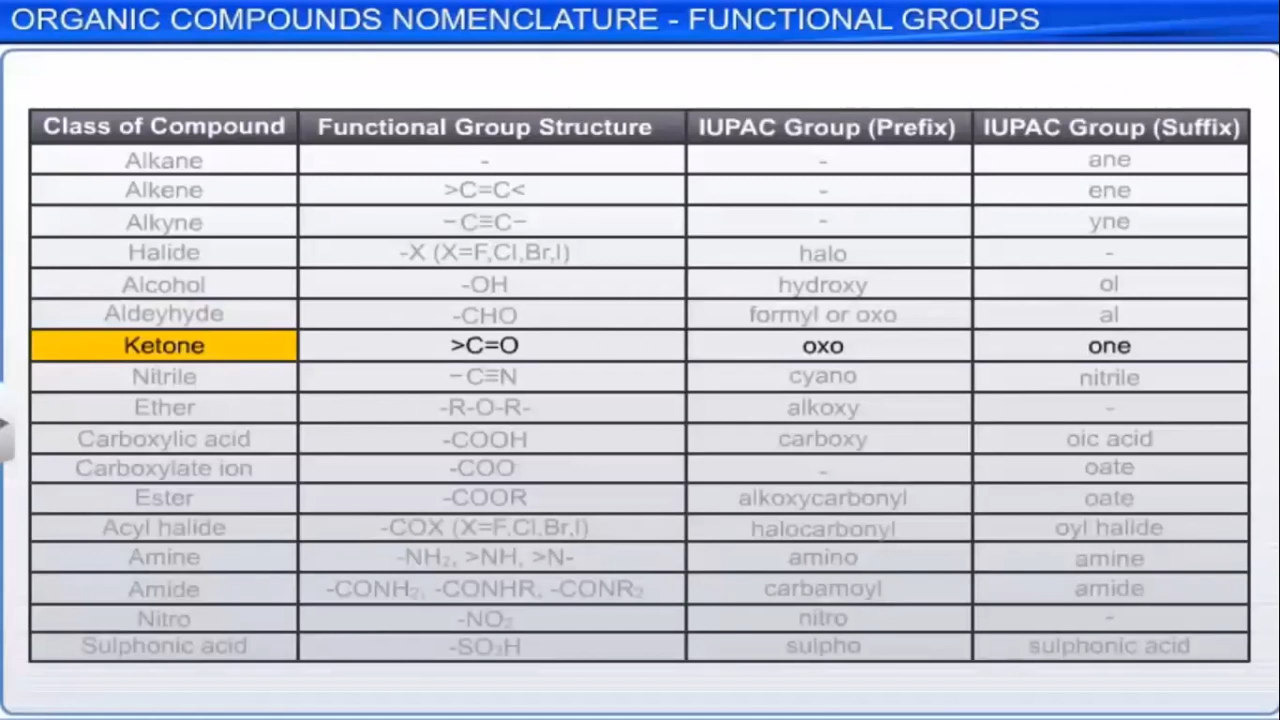 ORGANIC COMPOUNDS NOMENCLATURE - FUNCTIONAL GROUPS
Class of Compound Functional Group Structure IUPAC Group (Prefix) IUPAC Group (Suffix)
Alkane - - ane
Alkene >C=C< - ene
Alkyne −C≡C− - yne
Halide -X (X=F,Cl,Br,I) halo -
Alcohol -OH hydroxy ol
Aldeyhyde -CHO formyl or oxo al
Ketone >C=O oxo one
Nitrile −C≡N cyano nitrile
Ether -R-O-R- alkoxy -
Carboxylic acid -COOH carboxy oic acid
Carboxylate ion -COO - oate
Ester -COOR alkoxycarbonyl oate
Acyl halide -COX (X=F,Cl,Br,I) halocarbonyl oyl halide
Amine -NH₂, >NH, >N- amino amine
Amide -CONH₂, -CONHR, -CONR₂ carbamoyl amide
Nitro -NO₂ nitro -
Sulphonic acid -SO₃H sulpho sulphonic acid